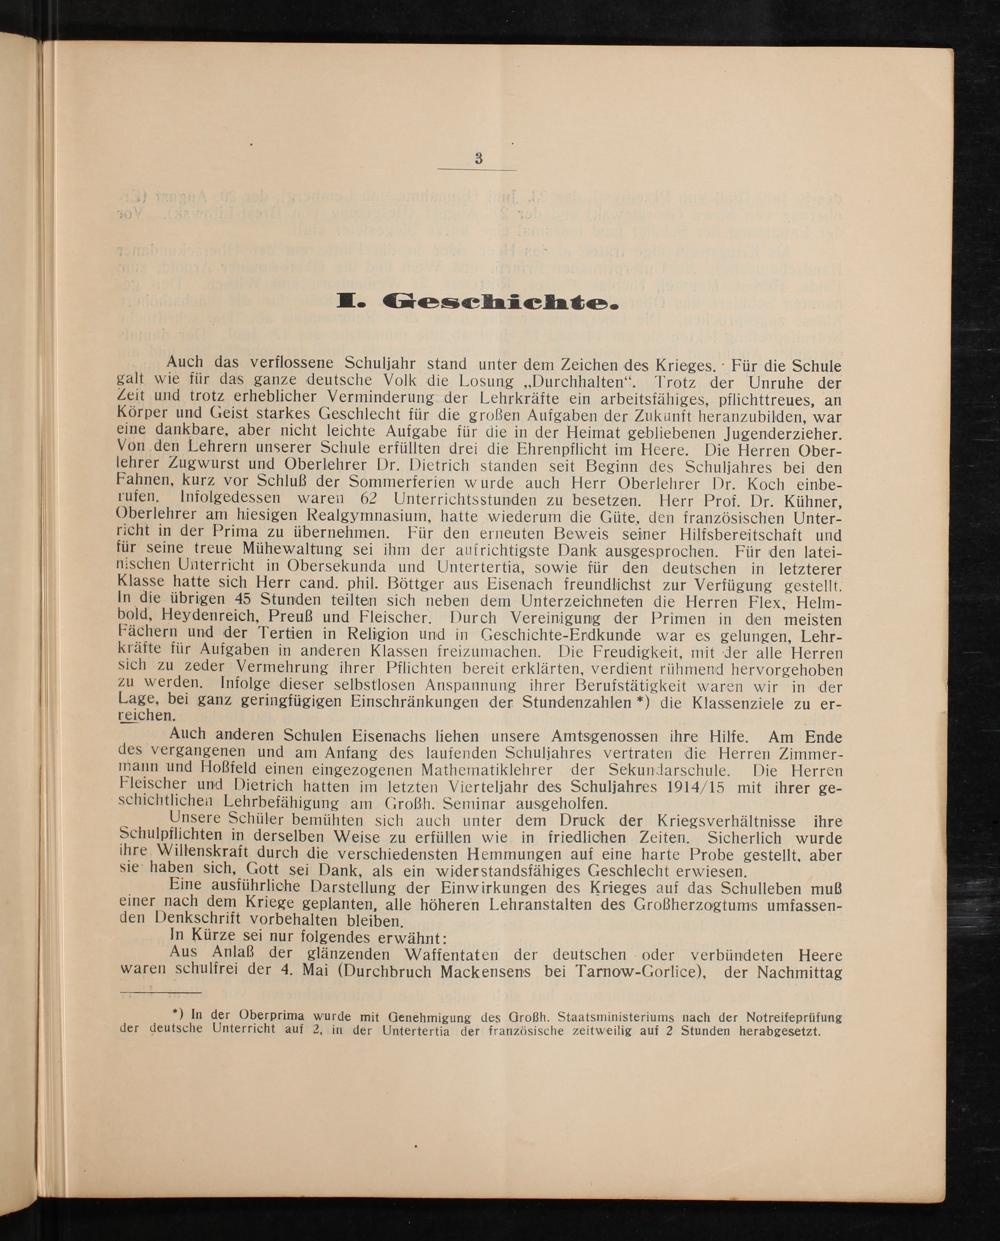 3
I. Geschichte.
Auch das verflossene Schuljahr stand unter dem Zeichen des Krieges. Für die Schule
galt wie für das ganze deutsche Volk die Losung „Durchhalten“. Trotz der Unruhe der
Zeit und trotz erheblicher Verminderung der Lehrkräfte ein arbeitsfähiges, pflichttreues, an
Körper und Geist starkes Geschlecht für die großen Aufgaben der Zukunft heranzubilden, war
eine dankbare, aber nicht leichte Aufgabe für die in der Heimat gebliebenen Jugenderzieher.
Von den Lehrern unserer Schule erfüllten drei die Ehrenpflicht im Heere. Die Herren Ober-
lehrer Zugwurst und Oberlehrer Dr. Dietrich standen seit Beginn des Schuljahres bei den
Fahnen, kurz vor Schluß der Sommerferien wurde auch Herr Oberlehrer Dr. Koch einbe-
rufen. Infolgedessen waren 62 Unterrichtsstunden zu besetzen. Herr Prof. Dr. Kühner,
Oberlehrer am hiesigen Realgymnasium, hatte wiederum die Güte, den französischen Unter-
richt in der Prima zu übernehmen. Für den erneuten Beweis seiner Hilfsbereitschaft und
für seine treue Mühewaltung sei ihm der aufrichtigste Dank ausgesprochen. Für den latei-
nischen Unterricht in Obersekunda und Untertertia, sowie für den deutschen in letzterer
Klasse hatte sich Herr cand. phil. Böttger aus Eisenach freundlichst zur Verfügung gestellt.
In die übrigen 45 Stunden teilten sich neben dem Unterzeichneten die Herren Flex, Helm-
bold, Heydenreich, Preuß und Fleischer. Durch Vereinigung der Primen in den meisten
Fächern und der Tertien in Religion und in Geschichte-Erdkunde war es gelungen, Lehr-
kräfte für Aufgaben in anderen Klassen freizumachen. Die Freudigkeit, mit der alle Herren
sich zu zeder Vermehrung ihrer Pflichten bereit erklärten, verdient rühmend hervorgehoben
zu werden. Infolge dieser selbstlosen Anspannung ihrer Berufstätigkeit waren wir in der
Lage, bei ganz geringfügigen Einschränkungen der Stundenzahlen *) die Klassenziele zu er-
reichen.
Auch anderen Schulen Eisenachs liehen unsere Amtsgenossen ihre Hilfe. Am Ende
des vergangenen und am Anfang des laufenden Schuljahres vertraten die Herren Zimmer-
mann und Hoßfeld einen eingezogenen Mathematiklehrer der Sekundarschule. Die Herren
Fleischer und Dietrich hatten im letzten Vierteljahr des Schuljahres 1914/15 mit ihrer ge-
schichtlichen Lehrbefähigung am Großh. Seminar ausgeholfen.
Unsere Schüler bemühten sich auch unter dem Druck der Kriegsverhältnisse ihre
Schulpflichten in derselben Weise zu erfüllen wie in friedlichen Zeiten. Sicherlich wurde
ihre Willenskraft durch die verschiedensten Hemmungen auf eine harte Probe gestellt, aber
sie haben sich, Gott sei Dank, als ein widerstandsfähiges Geschlecht erwiesen.
Eine ausführliche Darstellung der Einwirkungen des Krieges auf das Schulleben muß
einer nach dem Kriege geplanten, alle höheren Lehranstalten des Großherzogtums umfassen-
den Denkschrift vorbehalten bleiben.
In Kürze sei nur folgendes erwähnt:
Aus Anlaß der glänzenden Waffentaten der deutschen oder verbündeten Heere
waren schulfrei der 4. Mai (Durchbruch Mackensens bei Tarnow-Gorlice), der Nachmittag
*) In der Oberprima wurde mit Genehmigung des Großh. Staatsministeriums nach der Notreifeprüfung
der deutsche Unterricht auf 2, in der Untertertia der französische zeitweilig auf 2 Stunden herabgesetzt.